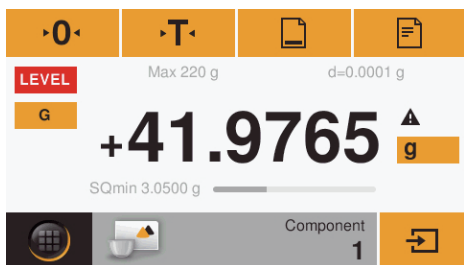 0
T
LEVEL
Max 220 g
d=0.0001 g
G
+41.9765
g
SQmin 3.0500 g
Component
1